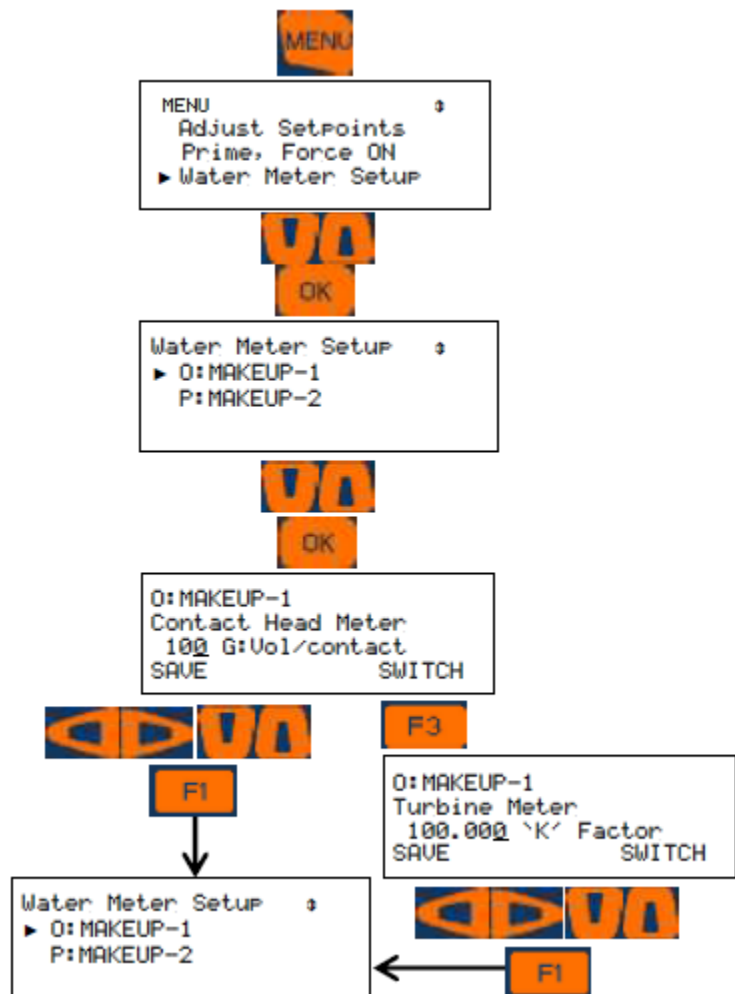 MENU
MENU
Adjust Setpoints
Prime, Force ON
Water Meter Setup
OK
Water Meter Setup
O:MAKEUP-1
P:MAKEUP-2
OK
O:MAKEUP-1
Contact Head Meter
100 G:Vol/contact
SAVE SWITCH
F3
F1
O:MAKEUP-1
Turbine Meter
100.000 `K´ Factor
SAVE SWITCH
Water Meter Setup
O:MAKEUP-1
P:MAKEUP-2
F1